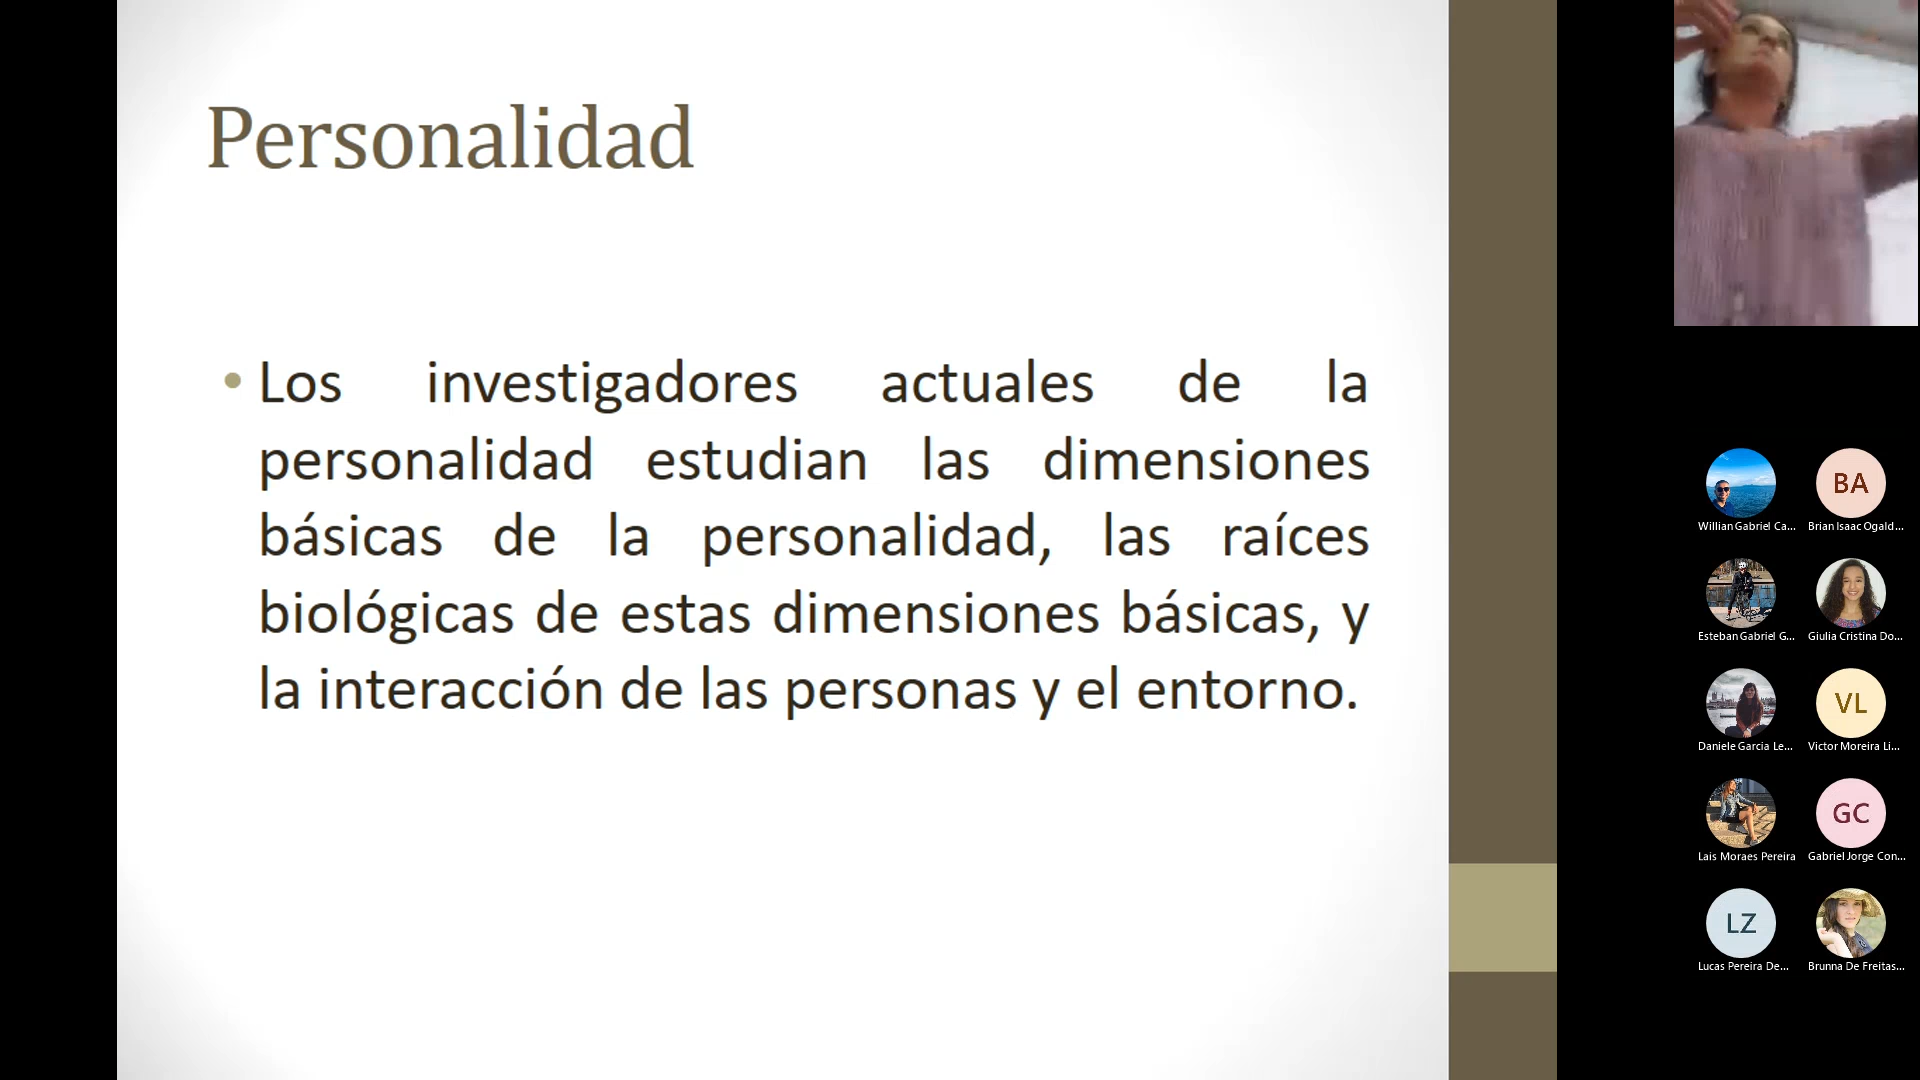 Personalidad
• Los investigadores actuales de la
personalidad estudian las dimensiones
básicas de la personalidad, las raíces
biológicas de estas dimensiones básicas, y
la interacción de las personas y el entorno.
Willian Gabriel Ca...
BA
Brian Isaac Ogald...
Esteban Gabriel G...
Giulia Cristina Do...
Daniele Garcia Le...
VL
Victor Moreira Li...
Lais Moraes Pereira
GC
Gabriel Jorge Con...
LZ
Lucas Pereira De...
Brunna De Freitas...